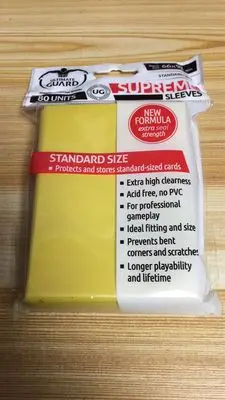 ULTIMATE
GUARD
80 UNITS
UG
SUPREME
SLEEVES
NEW
FORMULA
extra seal
strength
STANDARD SIZE
• Protects and stores standard-sized cards
• Extra high clearness
• Acid free, no PVC
• For professional
gameplay
• Ideal fitting and size
• Prevents bent
corners and scratches
• Longer playability
and lifetime